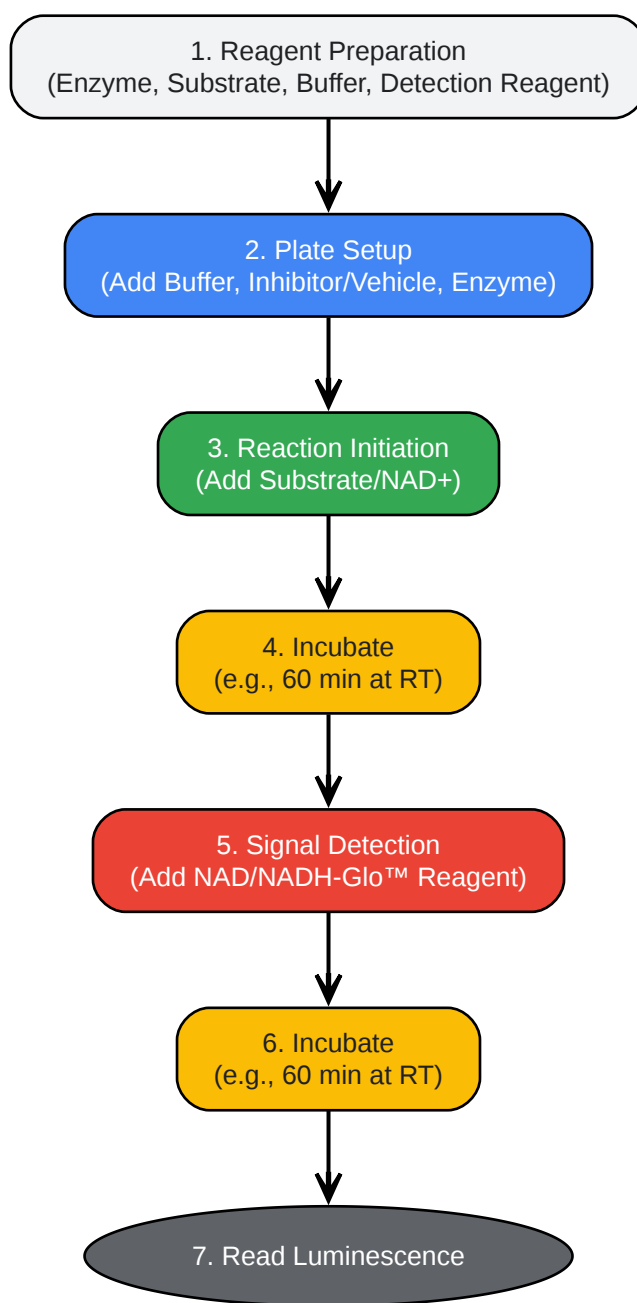 1. Reagent Preparation
(Enzyme, Substrate, Buffer, Detection Reagent)
2. Plate Setup
(Add Buffer, Inhibitor/Vehicle, Enzyme)
3. Reaction Initiation
(Add Substrate/NAD+)
4. Incubate
(e.g., 60 min at RT)
5. Signal Detection
(Add NAD/NADH-Glo™ Reagent)
6. Incubate
(e.g., 60 min at RT)
7. Read Luminescence